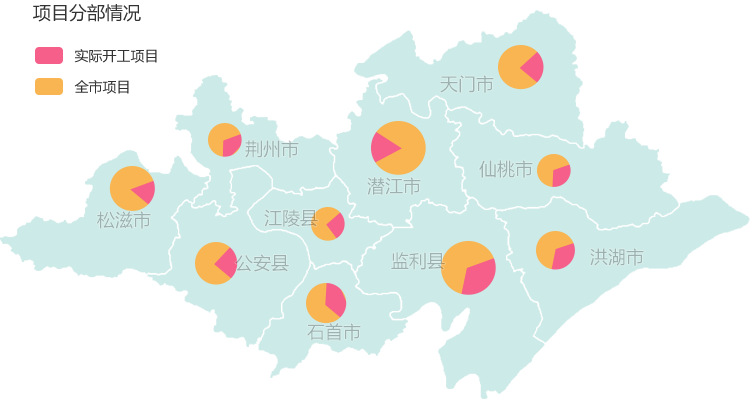 项目分部情况
实际开工项目
全市项目
天门市
荆州市
仙桃市
潜江市
松滋市
江陵县
监利县
洪湖市
公安县
石首市